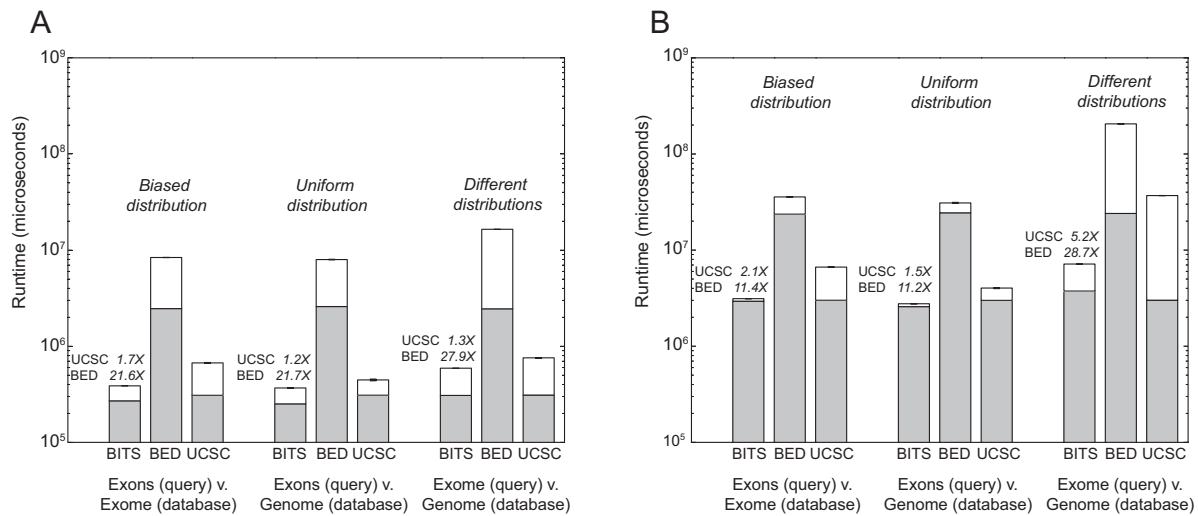 A
B
10^9
10^8
10^7
10^6
10^5
Runtime (microseconds)
Biased
distribution
Uniform
distribution
Different
distributions
UCSC 1.7X
BED 21.6X
UCSC 1.2X
BED 21.7X
UCSC 1.3X
BED 27.9X
BITS BED UCSC
BITS BED UCSC
BITS BED UCSC
Exons (query) v.
Exome (database)
Exons (query) v.
Genome (database)
Exome (query) v.
Genome (database)
10^9
10^8
10^7
10^6
10^5
Runtime (microseconds)
Biased
distribution
Uniform
distribution
Different
distributions
UCSC 2.1X
BED 11.4X
UCSC 1.5X
BED 11.2X
UCSC 5.2X
BED 28.7X
BITS BED UCSC
BITS BED UCSC
BITS BED UCSC
Exons (query) v.
Exome (database)
Exons (query) v.
Genome (database)
Exome (query) v.
Genome (database)